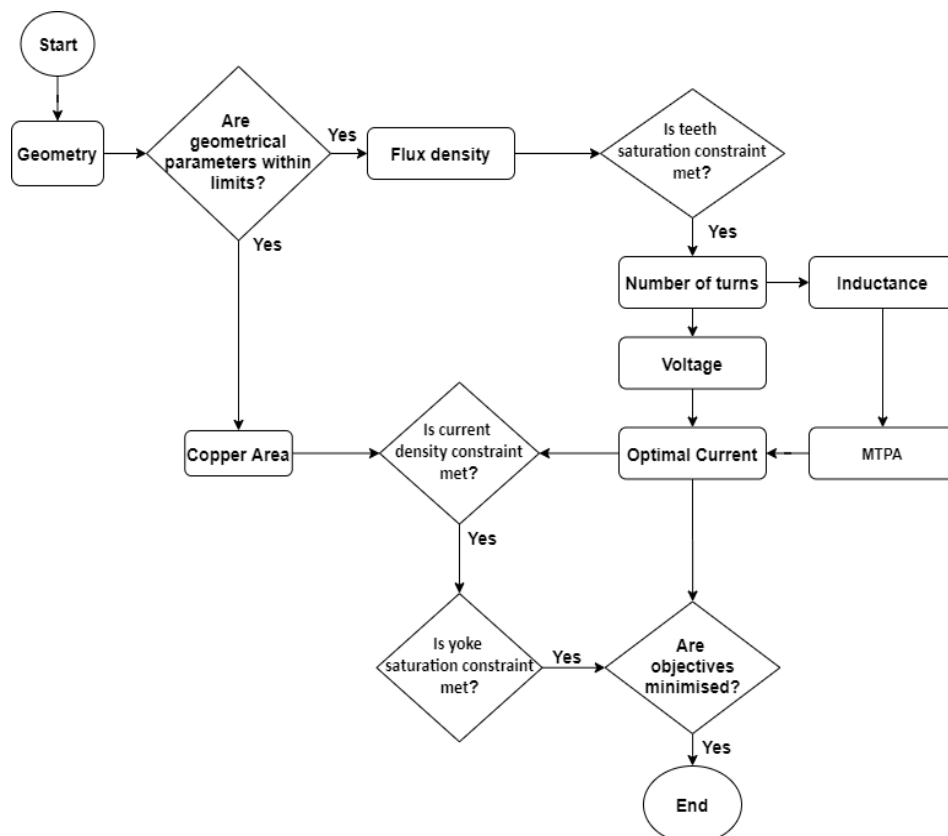 Start
Geometry
Are
geometrical
parameters within
limits?
Yes
Flux density
Is teeth
saturation constraint
met?
Yes
Yes
Number of turns
Inductance
Voltage
Copper Area
Is current
density constraint
met?
Optimal Current
MTPA
Yes
Is yoke
saturation constraint
met?
Yes
Are
objectives
minimised?
Yes
End